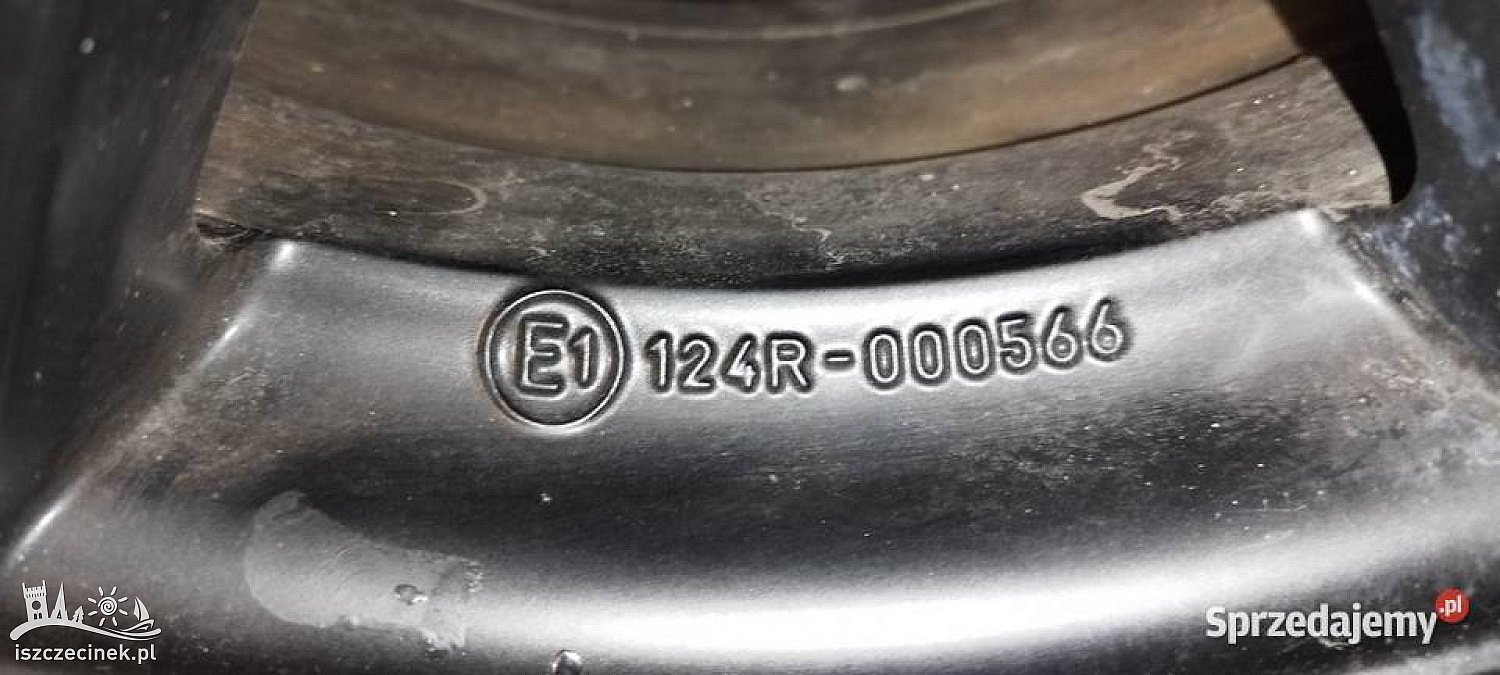 E1 124R-000566
iszczecinek.pl
Sprzedajemy.pl